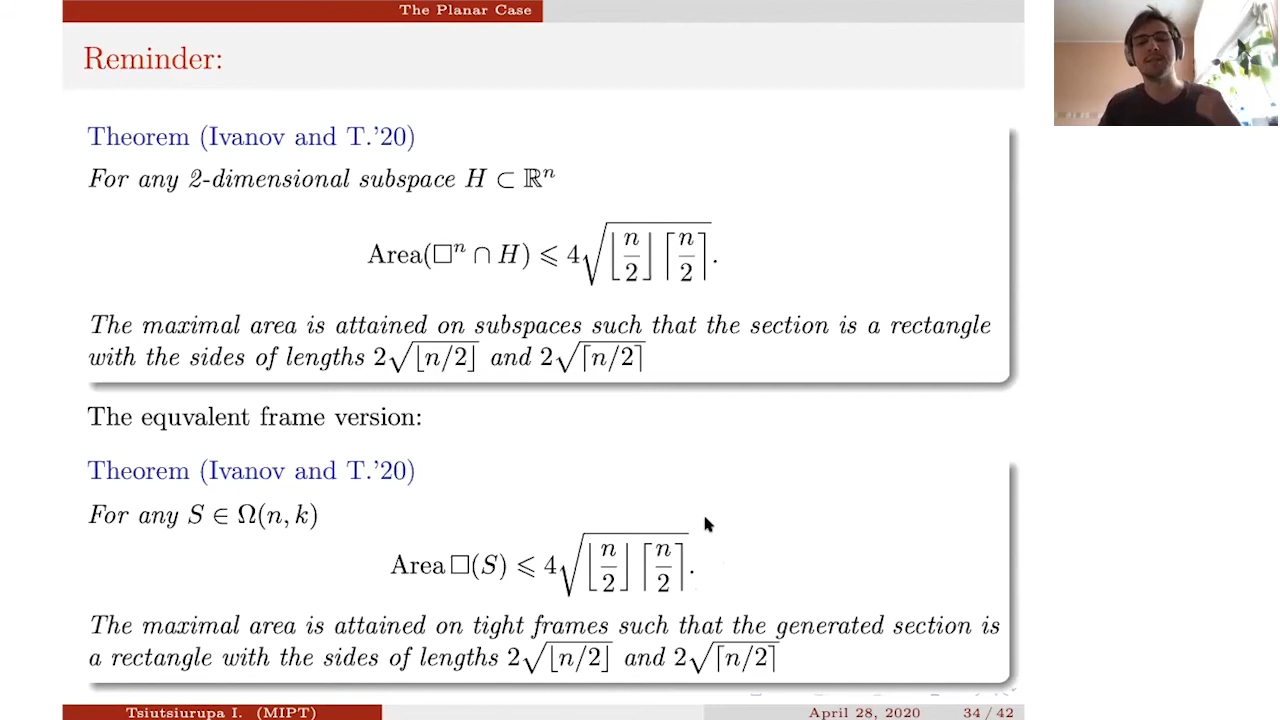 The Planar Case
Reminder:
Theorem (Ivanov and T.'20)
For any 2-dimensional subspace H ⊂ ℝⁿ
Area(□ⁿ ∩ H) ⩽ 4√(⌊n/2⌋ ⌈n/2⌉).
The maximal area is attained on subspaces such that the section is a rectangle
with the sides of lengths 2√⌊n/2⌋ and 2√⌈n/2⌉
The equvalent frame version:
Theorem (Ivanov and T.'20)
For any S ∈ Ω(n, k)
Area □(S) ⩽ 4√(⌊n/2⌋ ⌈n/2⌉).
The maximal area is attained on tight frames such that the generated section is
a rectangle with the sides of lengths 2√⌊n/2⌋ and 2√⌈n/2⌉
Tsiutsiurupa I. (MIPT) April 28, 2020 34 / 42